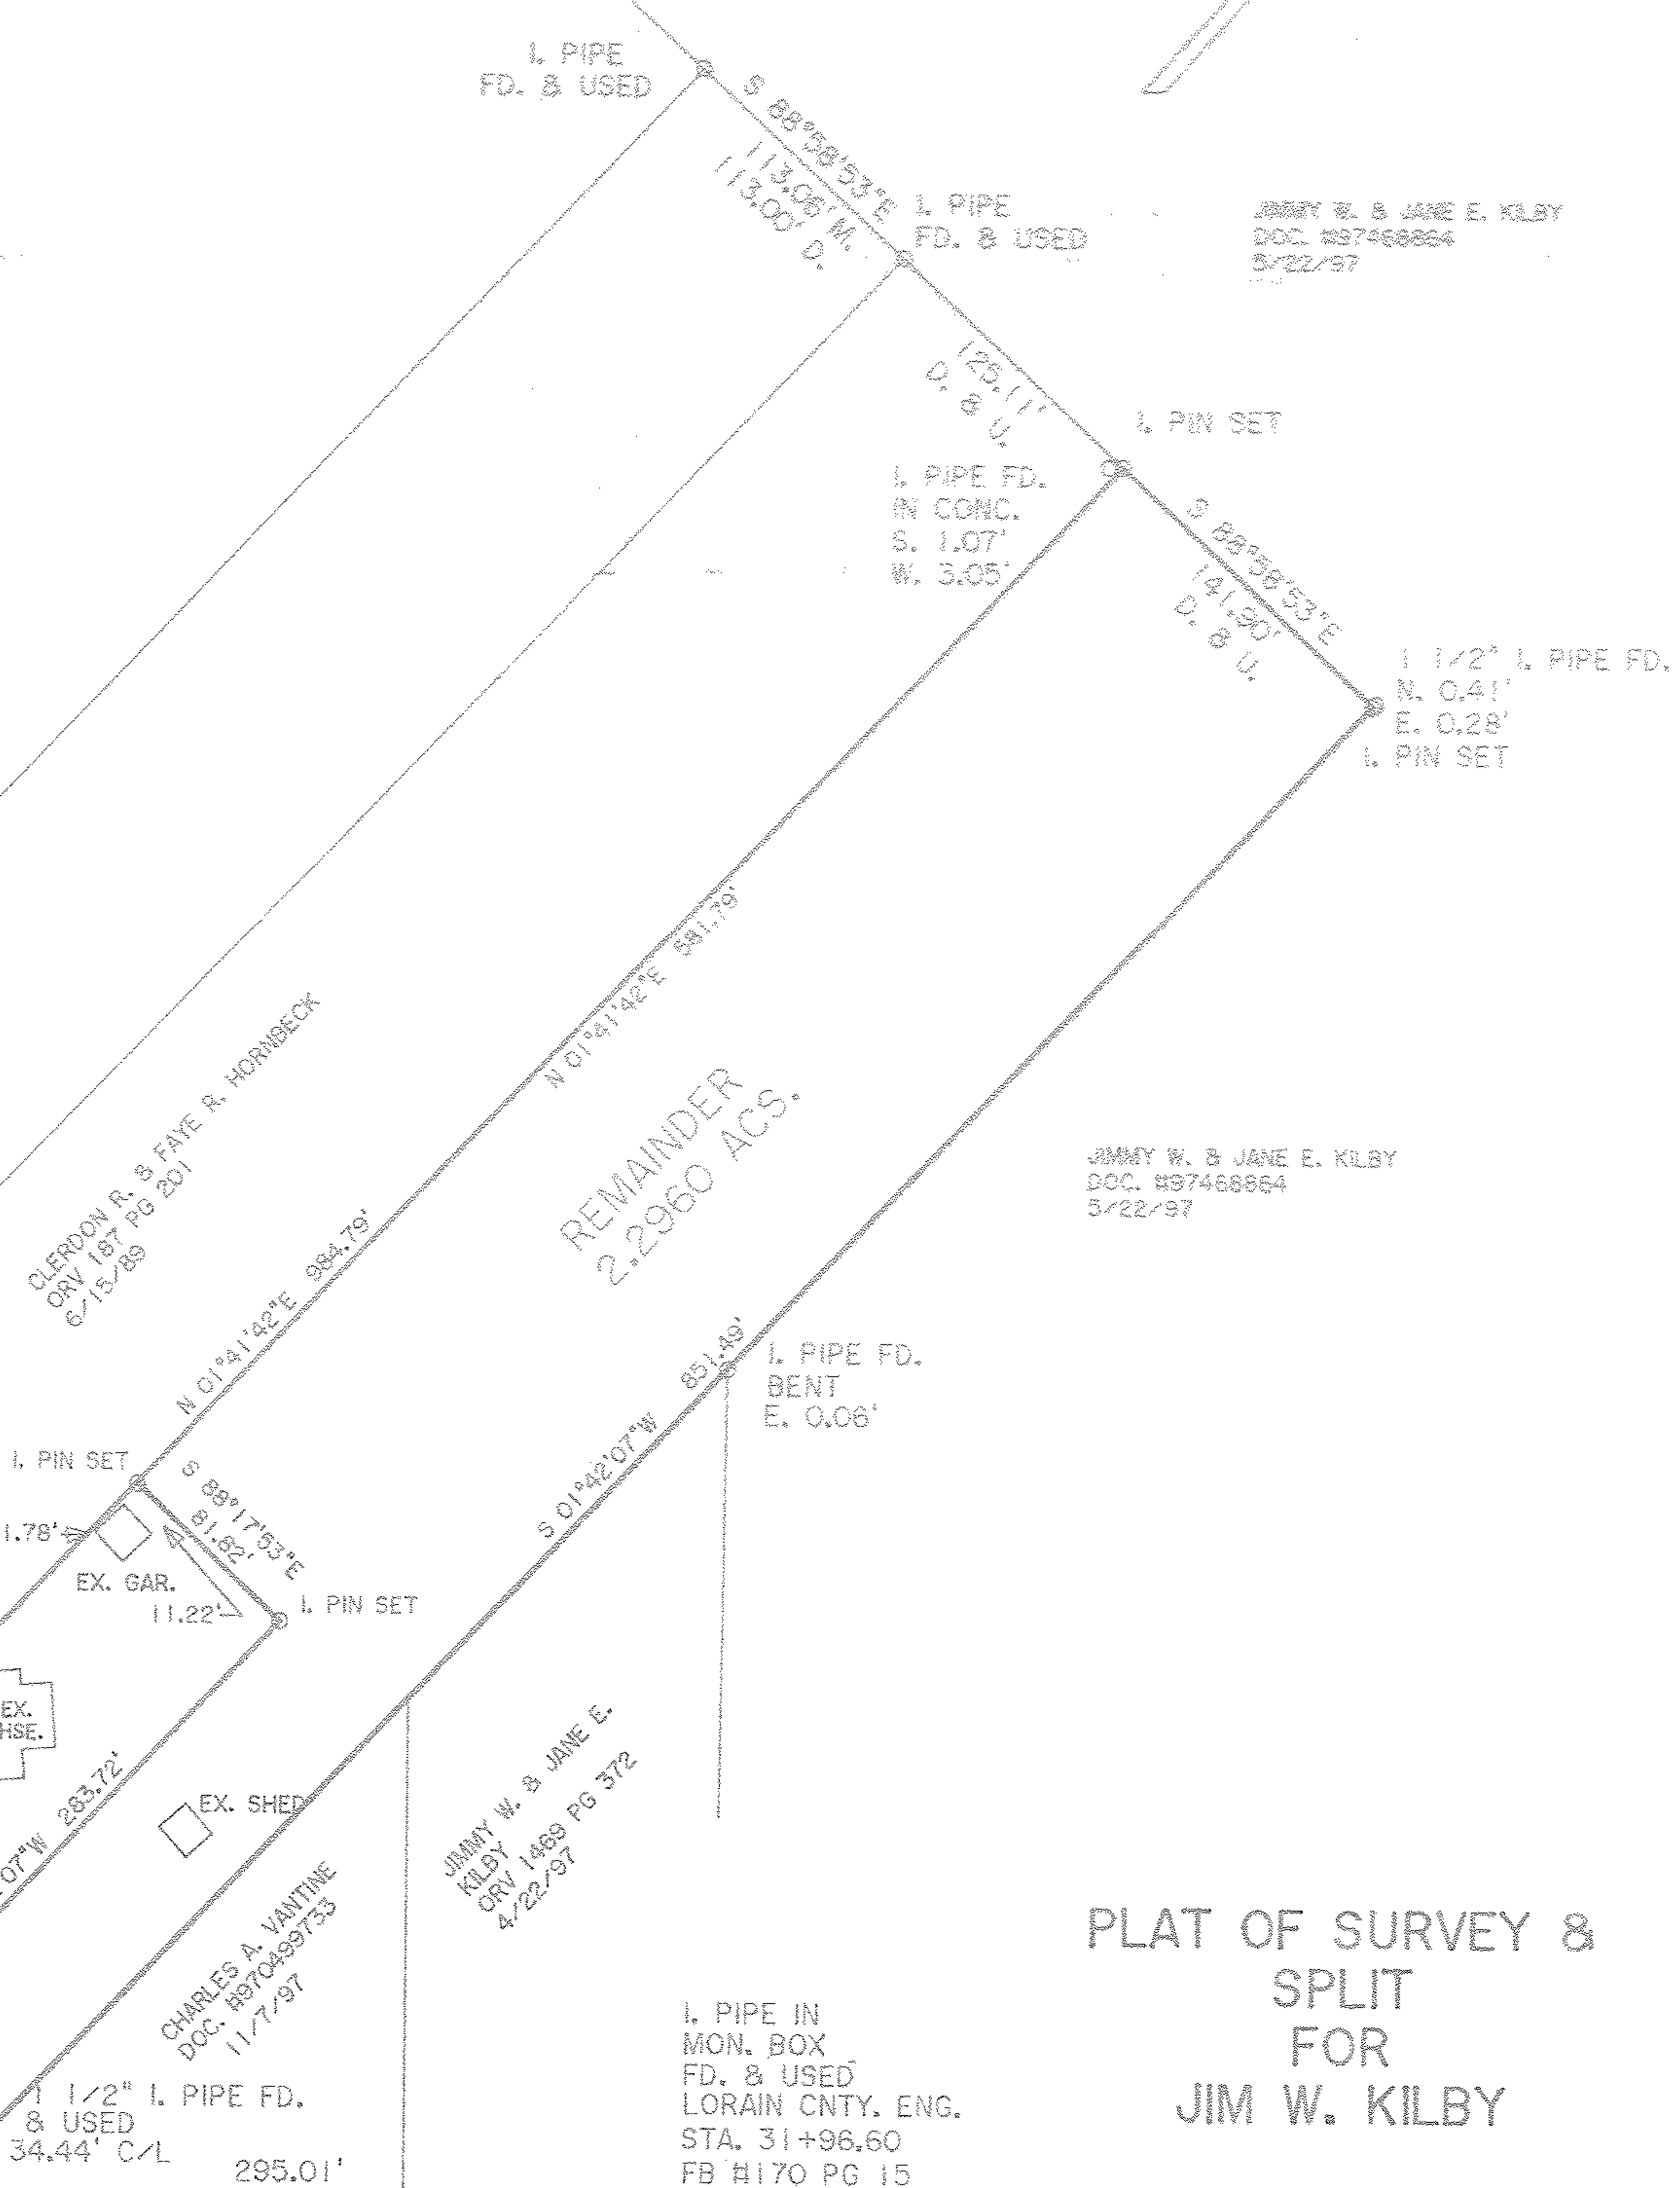 I. PIPE
FD. & USED
S 88°58'53"E
113.06' M.
113.00' D.
I. PIPE
FD. & USED
JIMMY W. & JANE E. KILBY
DOC. #97468864
5/22/97
125.11'
D. & U.
I. PIN SET
I. PIPE FD.
IN CONC.
S. 1.07'
W. 3.05'
S 88°58'53"E
141.90'
D. & U.
1 1/2" I. PIPE FD.
N. 0.41'
E. 0.28'
I. PIN SET
N 01°41'42"E 581.79'
CLERDON R. & FAYE R. HORNBECK
ORV 187 PG 201
6/15/89
REMAINDER
2.2960 ACS.
JIMMY W. & JANE E. KILBY
DOC. #97468864
5/22/97
N 01°41'42"E 984.79'
S 01°42'07"W 851.49'
I. PIPE FD.
BENT
E. 0.06'
I. PIN SET
S 88°17'53"E
81.82'
1.78'
EX. GAR.
11.22'
I. PIN SET
EX.
HSE.
07"W 283.72'
EX. SHED
JIMMY W. & JANE E.
KILBY
ORV 1469 PG 372
4/22/97
CHARLES A. VANTINE
DOC. #970499733
11/7/97
1 1/2" I. PIPE FD.
& USED
34.44' C/L
295.01'
I. PIPE IN
MON. BOX
FD. & USED
LORAIN CNTY. ENG.
STA. 31+96.60
FB #170 PG 15
PLAT OF SURVEY &
SPLIT
FOR
JIM W. KILBY